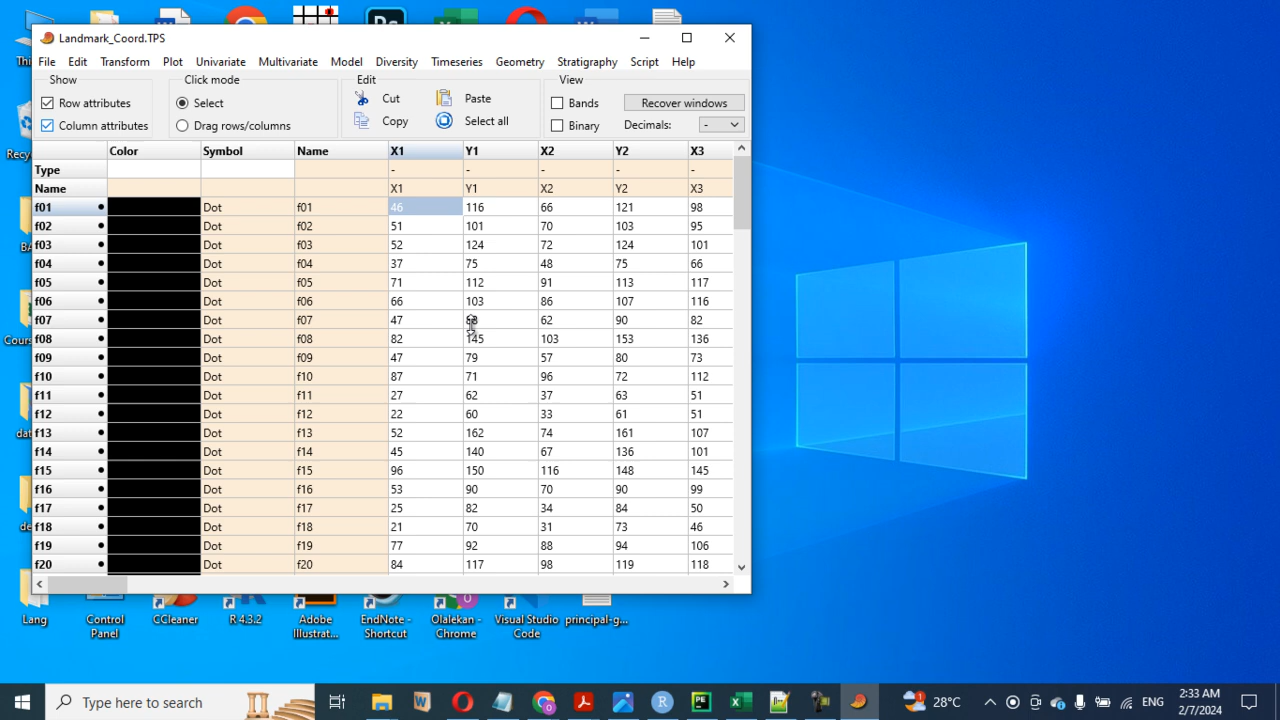 Landmark_Coord.TPS
File Edit Transform Plot Univariate Multivariate Model Diversity Timeseries Geometry Stratigraphy Script Help
Show Click mode Edit View
Row attributes Select Cut Paste Bands Recover windows
Column attributes Drag rows/columns Copy Select all Binary Decimals: -
Color Symbol Name X1 Y1 X2 Y2 X3
Type - - - - -
Name X1 Y1 X2 Y2 X3
f01 Dot f01 46 116 66 121 98
f02 Dot f02 51 101 70 103 95
f03 Dot f03 52 124 72 124 101
f04 Dot f04 37 75 48 75 66
f05 Dot f05 71 112 91 113 117
f06 Dot f06 66 103 86 107 116
f07 Dot f07 47 62 90 82
f08 Dot f08 82 145 103 153 136
f09 Dot f09 47 79 57 80 73
f10 Dot f10 87 71 96 72 112
f11 Dot f11 27 62 37 63 51
f12 Dot f12 22 60 33 61 51
f13 Dot f13 52 162 74 161 107
f14 Dot f14 45 140 67 136 101
f15 Dot f15 96 150 116 148 145
f16 Dot f16 53 90 70 90 99
f17 Dot f17 25 82 34 84 50
f18 Dot f18 21 70 31 73 46
f19 Dot f19 77 92 88 94 106
f20 Dot f20 84 117 98 119 118
Lang Control Panel CCleaner R 4.3.2 Adobe Illustrat... EndNote - Shortcut Olalekan - Chrome Visual Studio Code principal-g...
Type here to search 28°C ENG 2:33 AM
2/7/2024